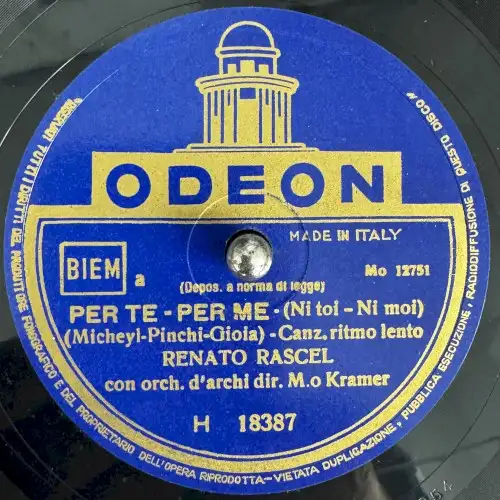 ODEON
MADE IN ITALY
BIEM
a
Mo 12751
(Depos. a norma di legge)
PER TE - PER ME - (Ni toi - Ni moi)
(Micheyl-Pinchi-Gioia) - Canz. ritmo lento
RENATO RASCEL
con orch. d'archi dir. M.o Kramer
H 18387
"RISERVATI TUTTI I DIRITTI DEL PRODUTTORE FONOGRAFICO E DEL PROPRIETARIO DELL'OPERA RIPRODOTTA - VIETATA DUPLICAZIONE, PUBBLICA ESECUZIONE, RADIODIFFUSIONE DI QUESTO DISCO"